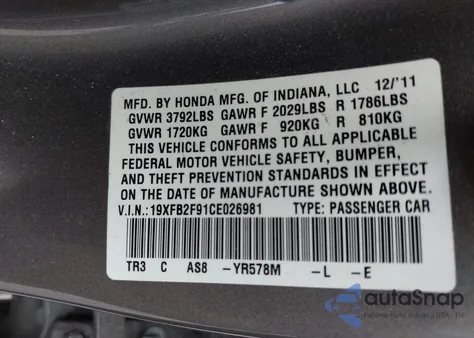 MFD. BY HONDA MFG. OF INDIANA, LLC 12/'11
GVWR 3792LBS GAWR F 2029LBS R 1786LBS
GVWR 1720KG GAWR F 920KG R 810KG
THIS VEHICLE CONFORMS TO ALL APPLICABLE
FEDERAL MOTOR VEHICLE SAFETY, BUMPER,
AND THEFT PREVENTION STANDARDS IN EFFECT
ON THE DATE OF MANUFACTURE SHOWN ABOVE.
V.I.N.:19XFB2F91CE026981 TYPE: PASSENGER CAR
TR3 C AS8 -YR578M -L -E
autoSnap